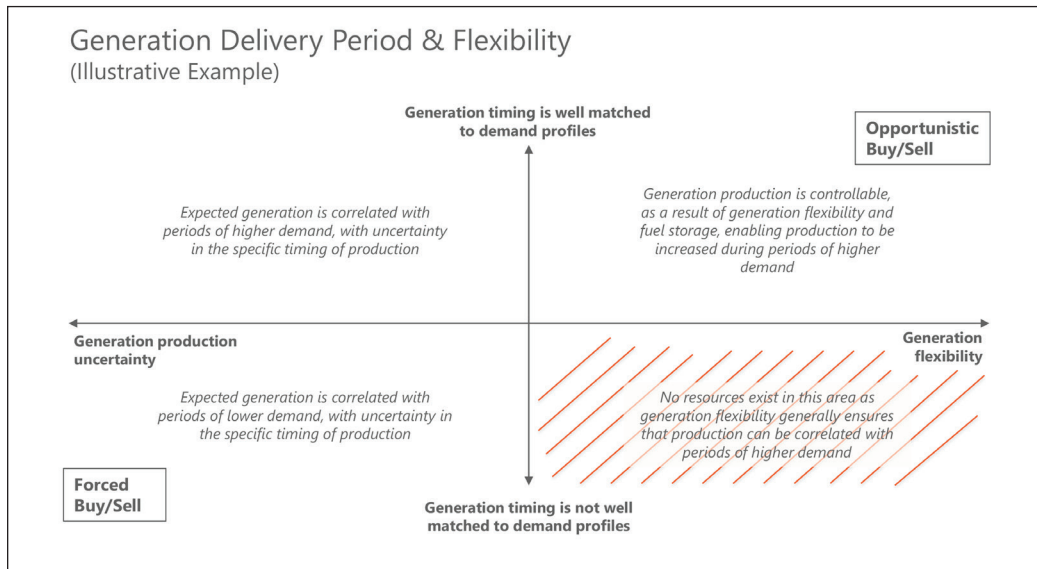 Generation Delivery Period & Flexibility
(Illustrative Example)
Generation timing is well matched
to demand profiles
Opportunistic
Buy/Sell
Expected generation is correlated with
periods of higher demand, with uncertainty
in the specific timing of production
Generation production is controllable,
as a result of generation flexibility and
fuel storage, enabling production to be
increased during periods of higher
demand
Generation production
uncertainty
Generation
flexibility
Expected generation is correlated with
periods of lower demand, with uncertainty in
the specific timing of production
No resources exist in this area as
generation flexibility generally ensures
that production can be correlated with
periods of higher demand
Forced
Buy/Sell
Generation timing is not well
matched to demand profiles